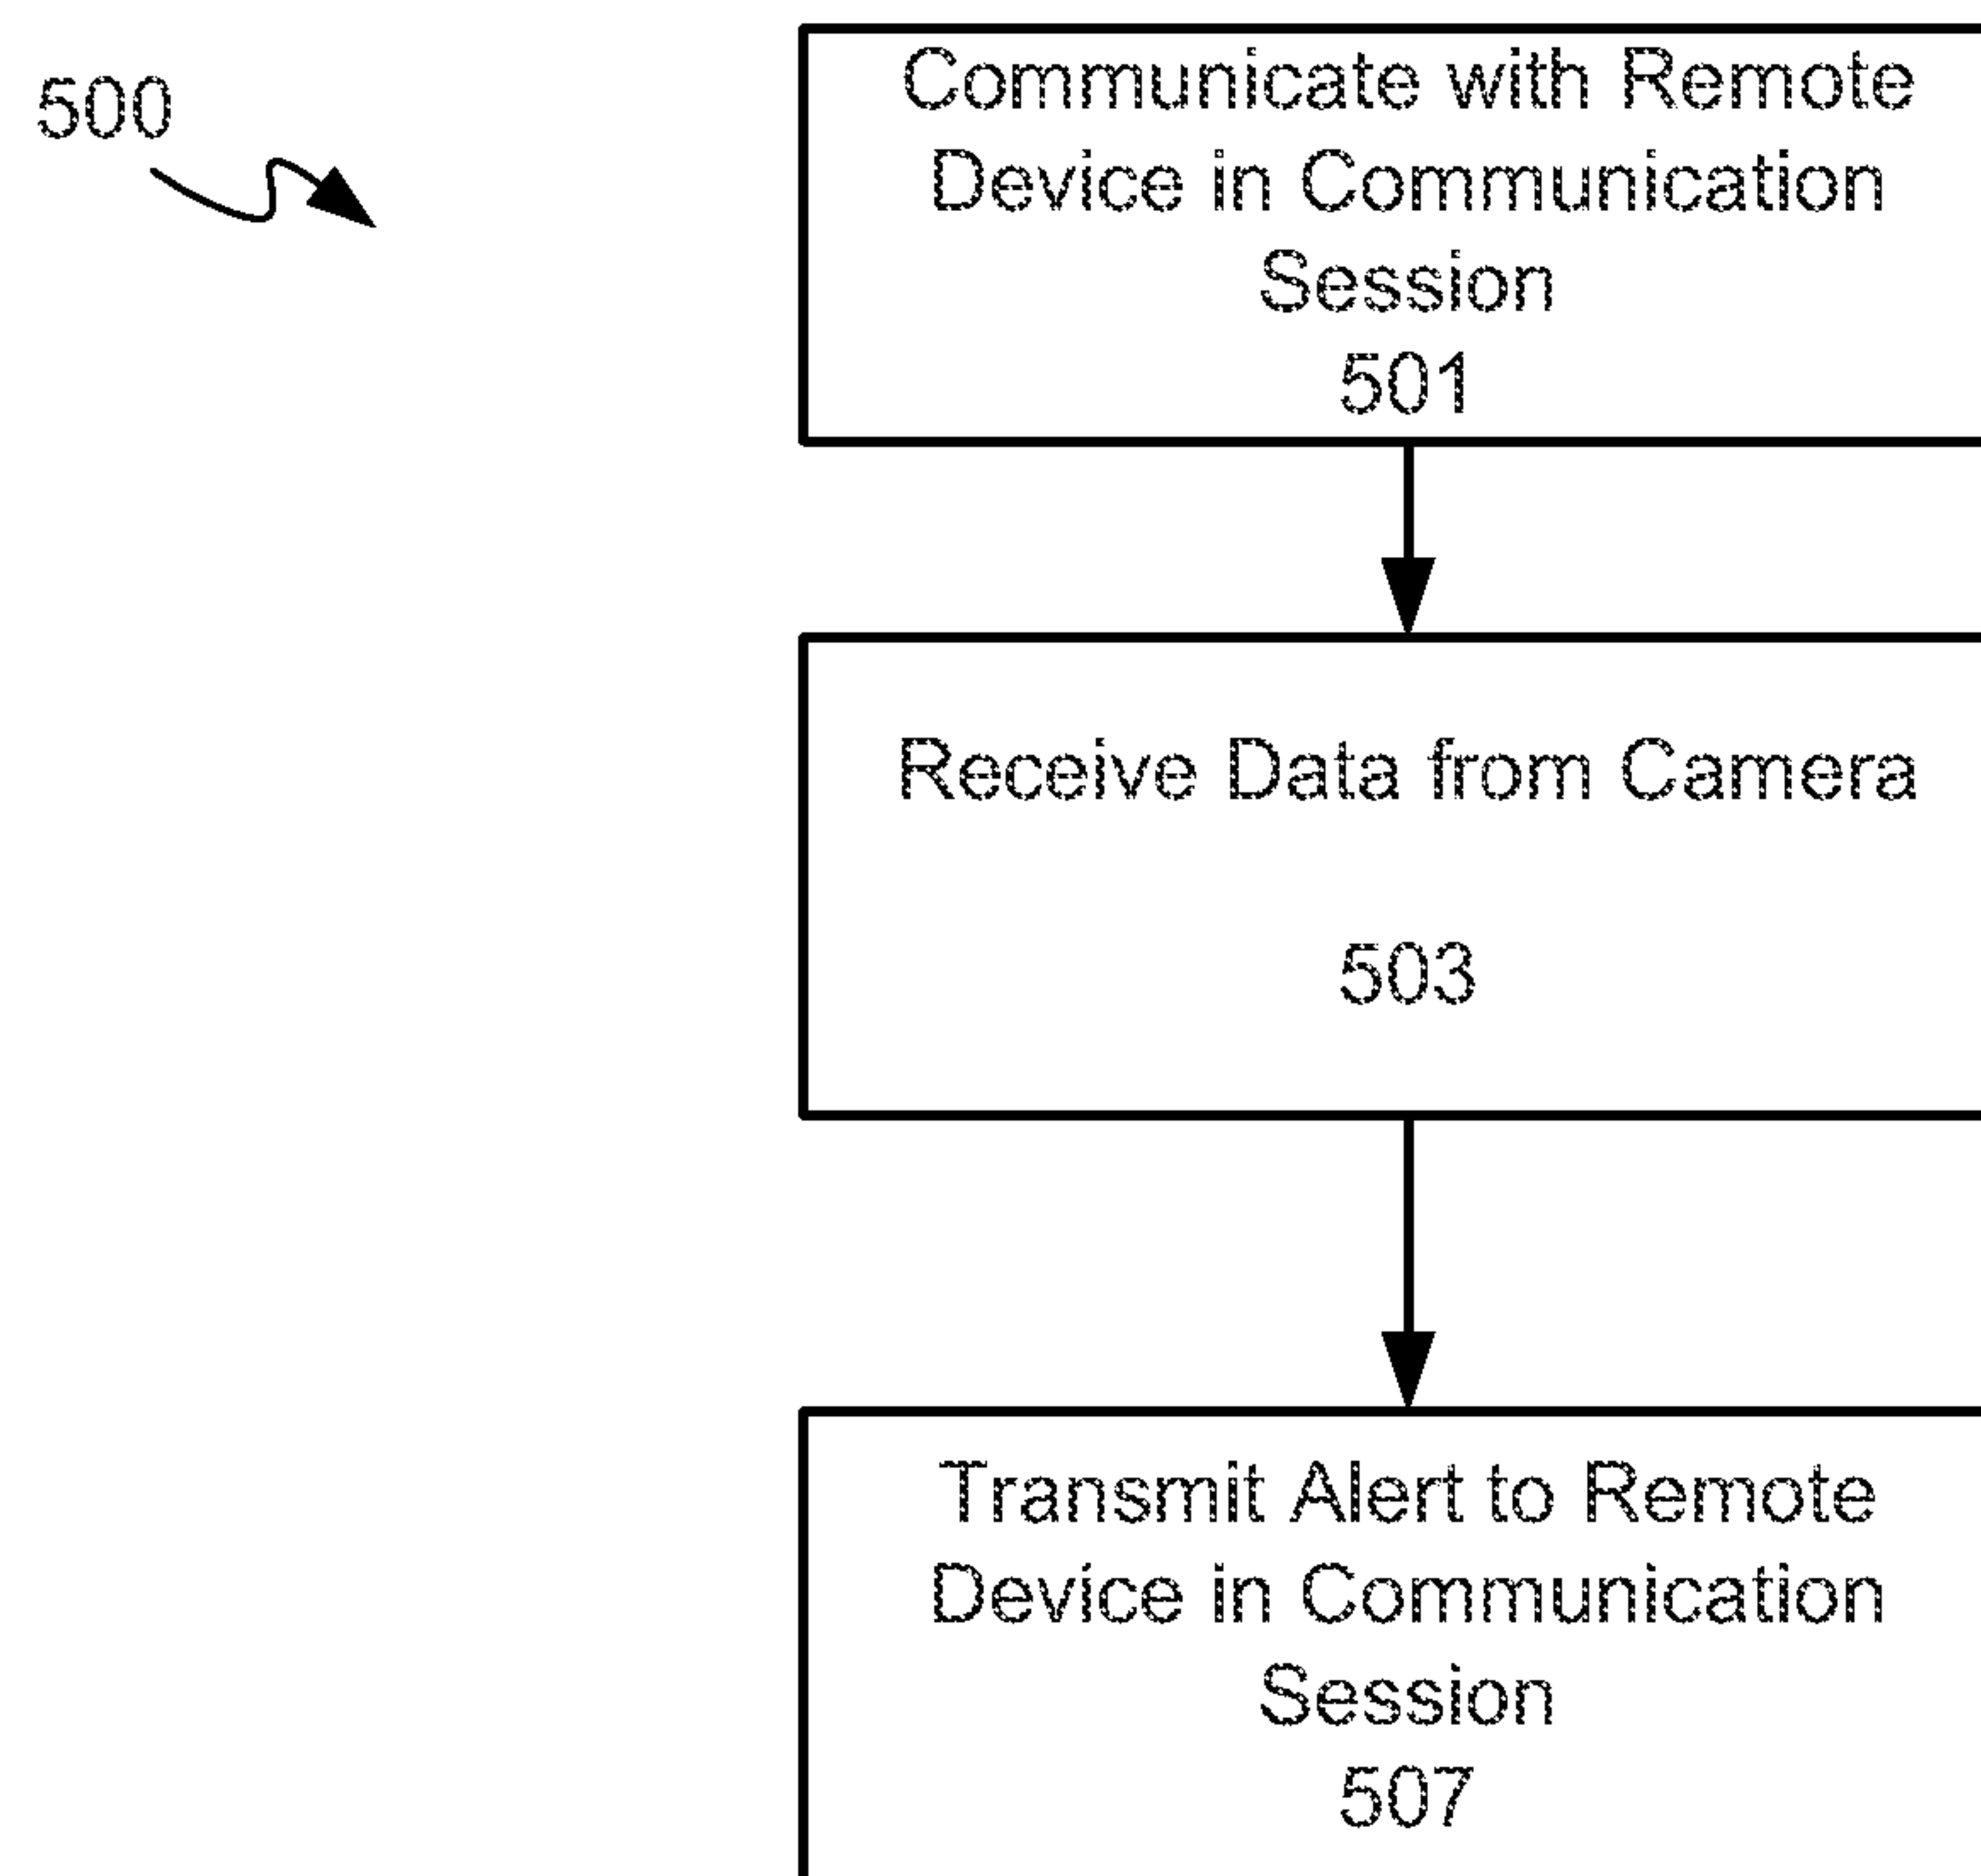 500
Communicate with Remote
Device in Communication
Session
501
Receive Data from Camera
503
Transmit Alert to Remote
Device in Communication
Session
507